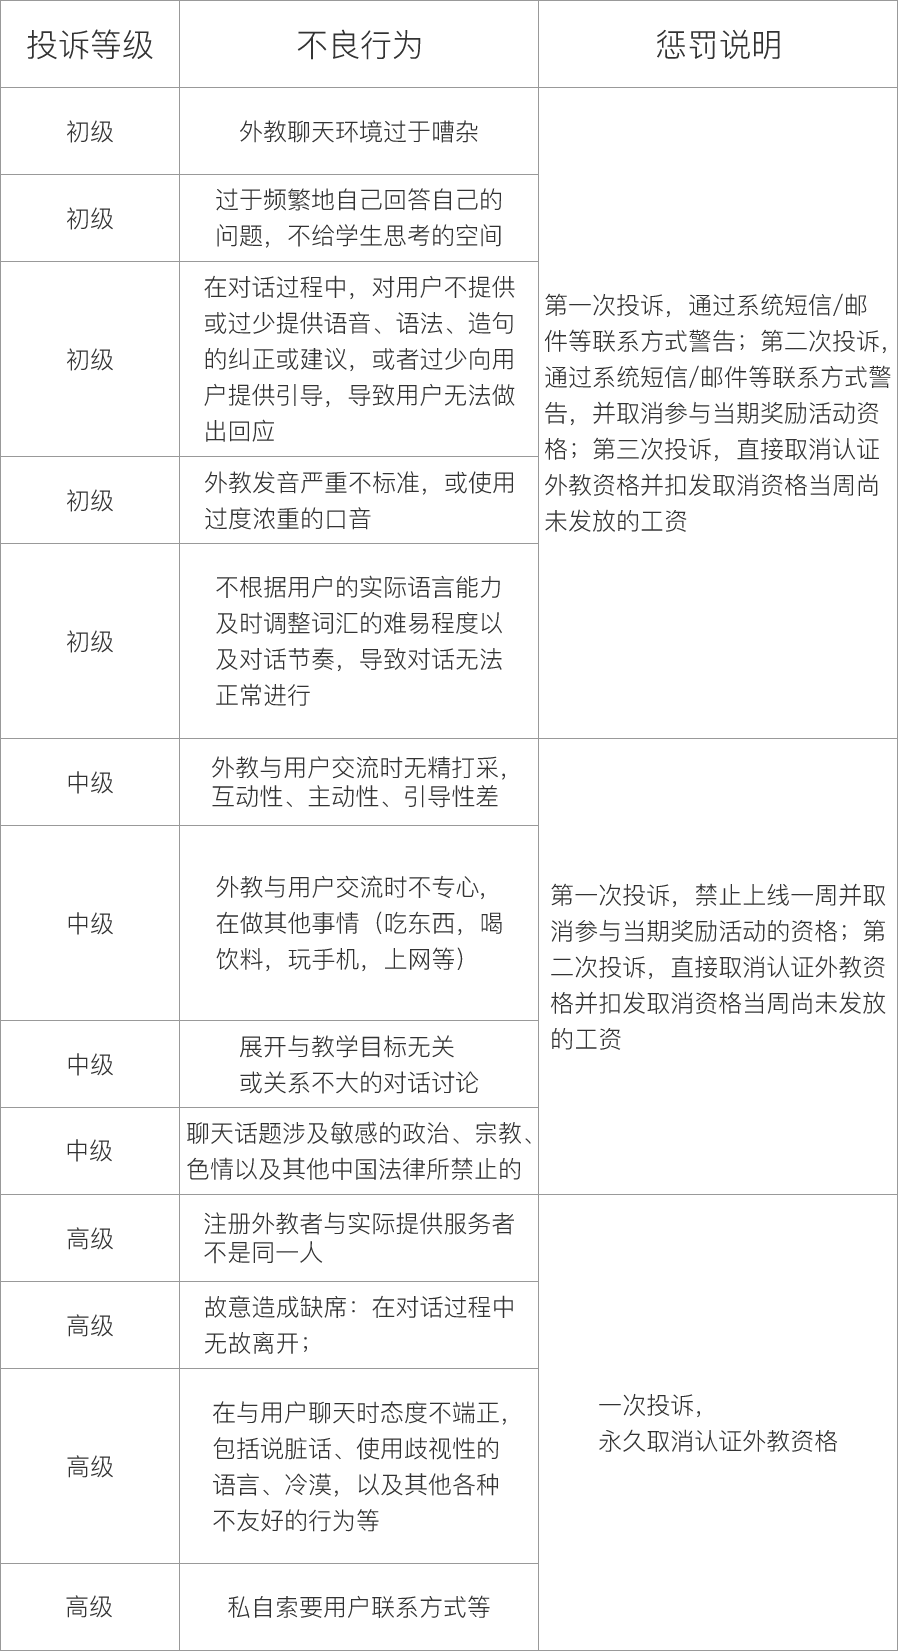 投诉等级
不良行为
惩罚说明
初级
外教聊天环境过于嘈杂
初级
过于频繁地自己回答自己的
问题，不给学生思考的空间
初级
在对话过程中，对用户不提供
或过少提供语音、语法、造句
的纠正或建议，或者过少向用
户提供引导，导致用户无法做
出回应
初级
外教发音严重不标准，或使用
过度浓重的口音
初级
不根据用户的实际语言能力
及时调整词汇的难易程度以
及对话节奏，导致对话无法
正常进行
第一次投诉，通过系统短信/邮
件等联系方式警告；第二次投诉，
通过系统短信/邮件等联系方式警
告，并取消参与当期奖励活动资
格；第三次投诉，直接取消认证
外教资格并扣发取消资格当周尚
未发放的工资
中级
外教与用户交流时无精打采，
互动性、主动性、引导性差
中级
外教与用户交流时不专心，
在做其他事情（吃东西，喝
饮料，玩手机，上网等）
中级
展开与教学目标无关
或关系不大的对话讨论
中级
聊天话题涉及敏感的政治、宗教、
色情以及其他中国法律所禁止的
第一次投诉，禁止上线一周并取
消参与当期奖励活动的资格；第
二次投诉，直接取消认证外教资
格并扣发取消资格当周尚未发放
的工资
高级
注册外教者与实际提供服务者
不是同一人
高级
故意造成缺席：在对话过程中
无故离开；
高级
在与用户聊天时态度不端正，
包括说脏话、使用歧视性的
语言、冷漠，以及其他各种
不友好的行为等
高级
私自索要用户联系方式等
一次投诉，
永久取消认证外教资格